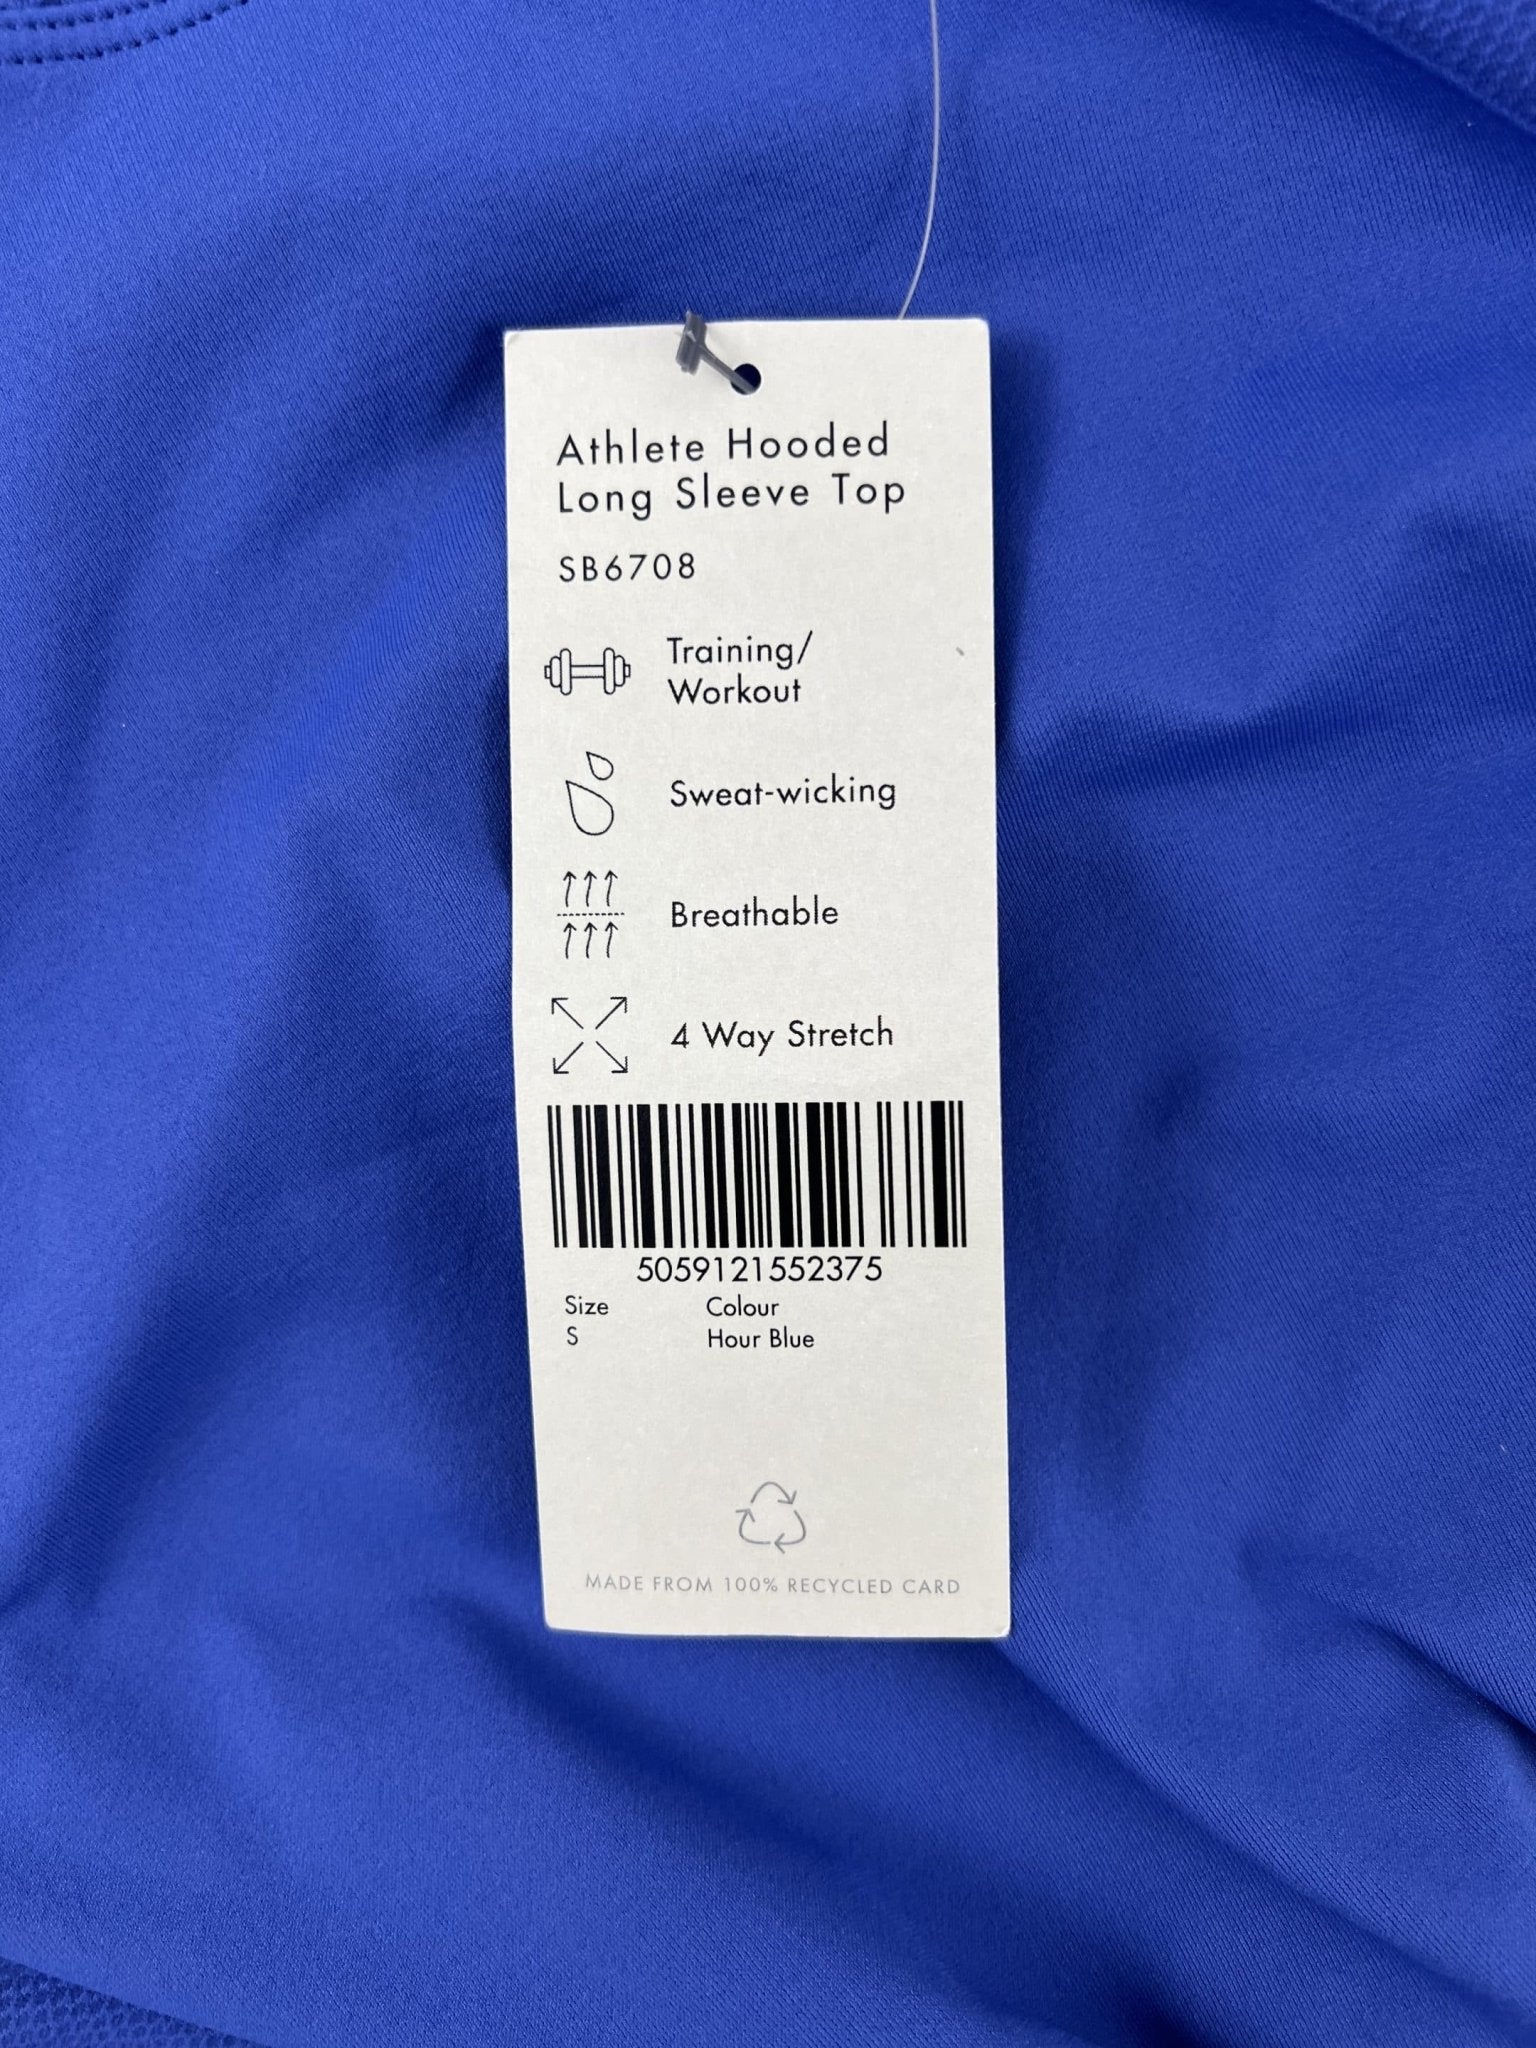 Athlete Hooded
Long Sleeve Top
SB6708
Training/
Workout
Sweat-wicking
Breathable
4 Way Stretch
5059121552375
Size Colour
S Hour Blue
MADE FROM 100% RECYCLED CARD